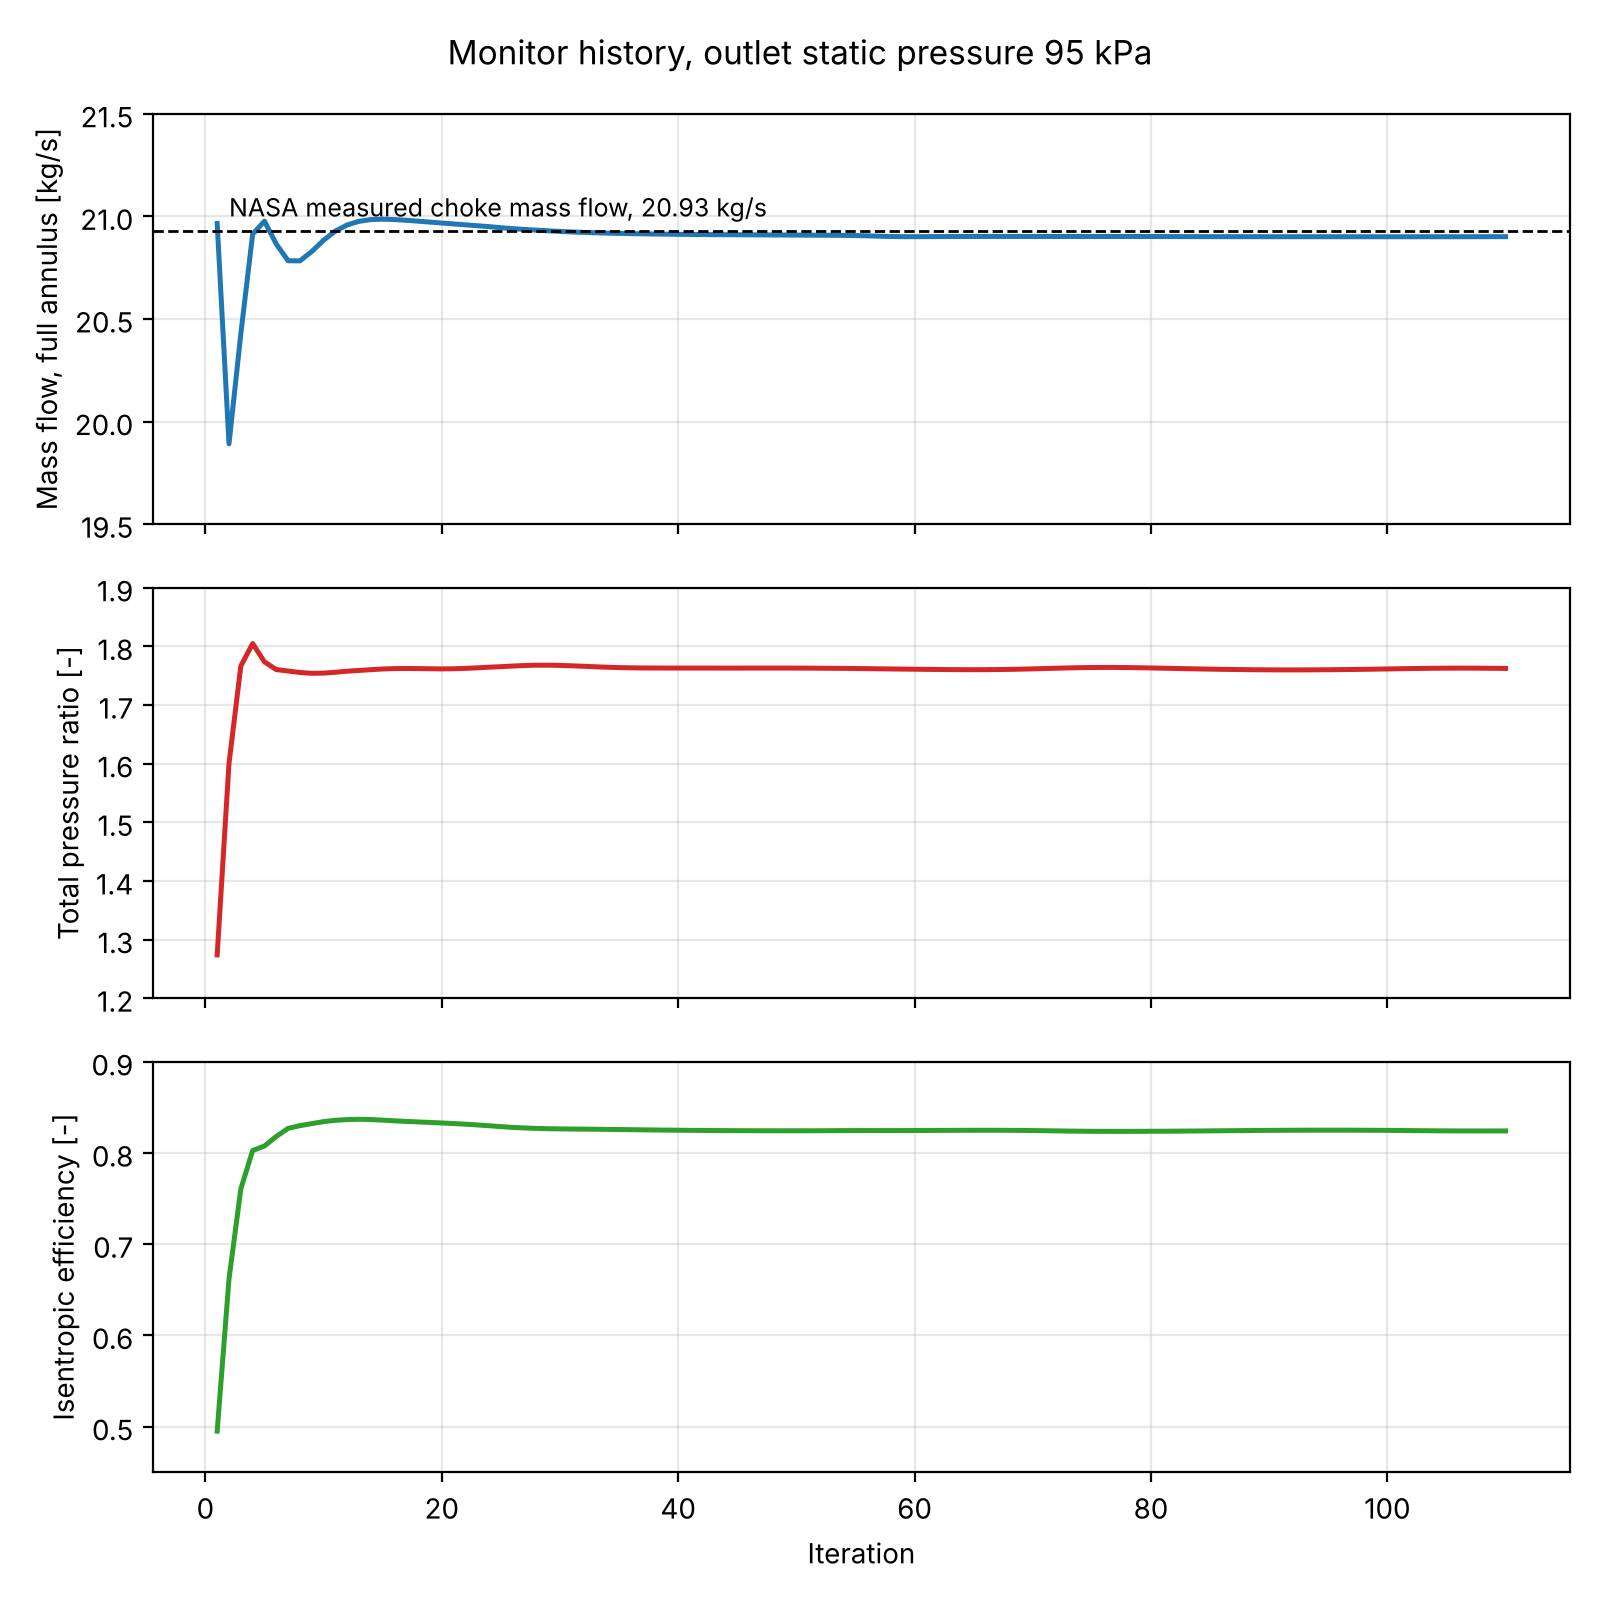 Monitor history, outlet static pressure 95 kPa
Mass flow, full annulus [kg/s]
21.5
21.0
20.5
20.0
19.5
NASA measured choke mass flow, 20.93 kg/s
Total pressure ratio [-]
1.9
1.8
1.7
1.6
1.5
1.4
1.3
1.2
Isentropic efficiency [-]
0.9
0.8
0.7
0.6
0.5
0 20 40 60 80 100
Iteration